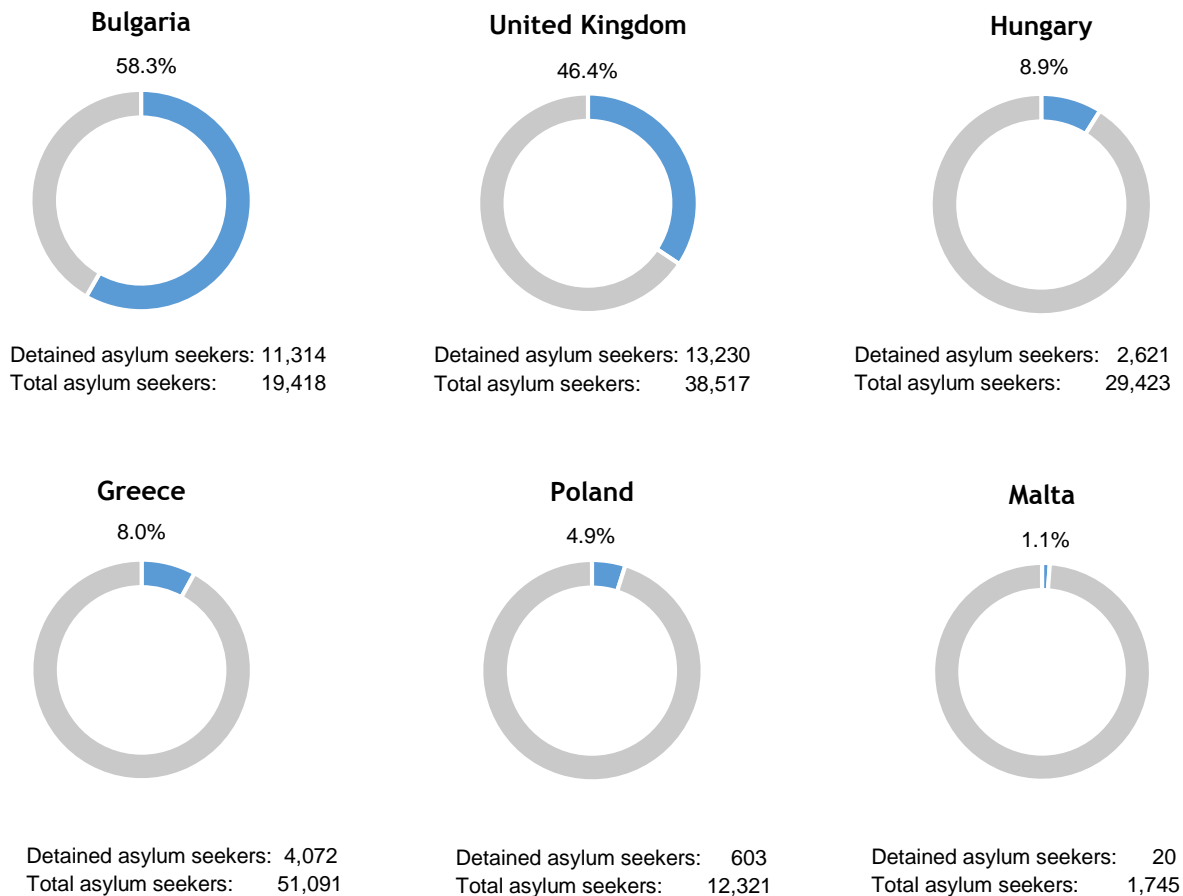 Bulgaria
58.3%
Detained asylum seekers: 11,314
Total asylum seekers: 19,418
United Kingdom
46.4%
Detained asylum seekers: 13,230
Total asylum seekers: 38,517
Hungary
8.9%
Detained asylum seekers: 2,621
Total asylum seekers: 29,423
Greece
8.0%
Detained asylum seekers: 4,072
Total asylum seekers: 51,091
Poland
4.9%
Detained asylum seekers: 603
Total asylum seekers: 12,321
Malta
1.1%
Detained asylum seekers: 20
Total asylum seekers: 1,745